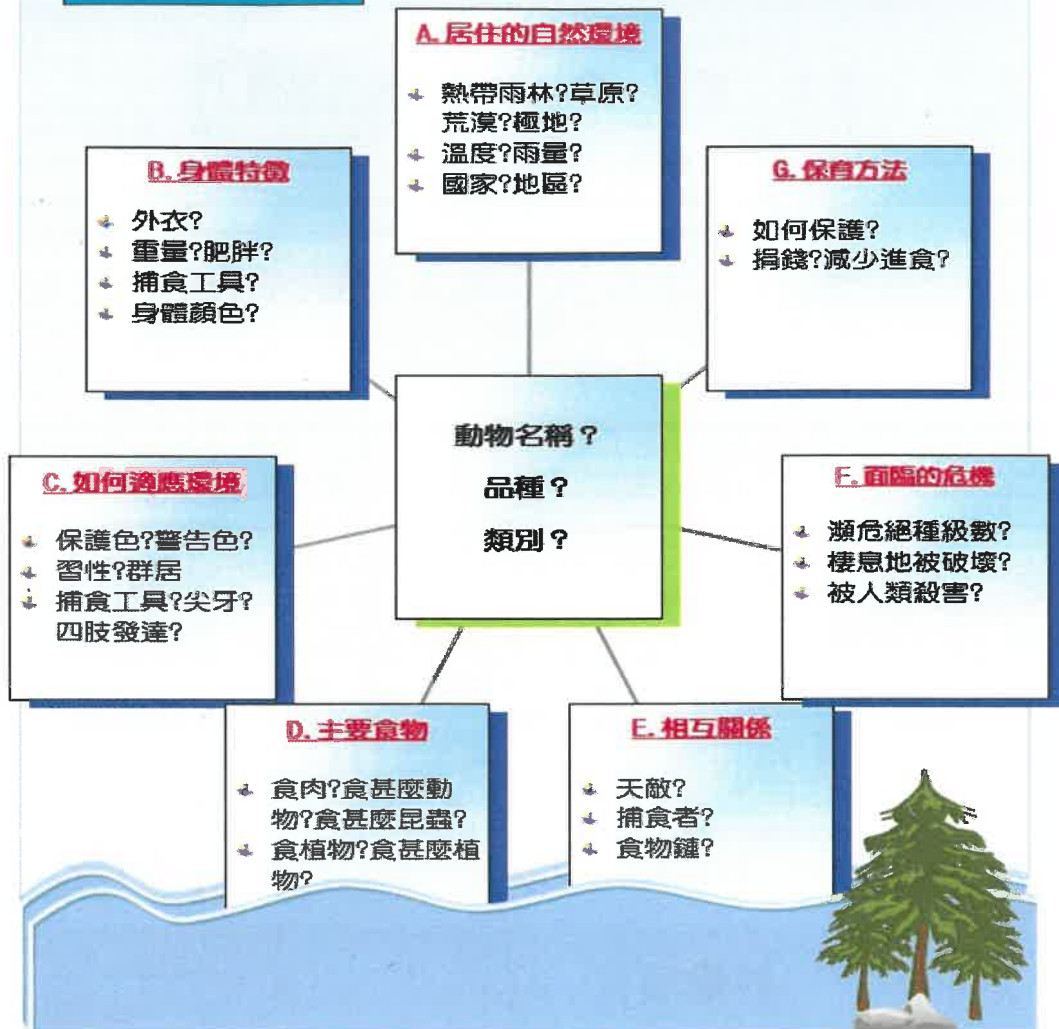 A. 居住的自然環境
熱帶雨林?草原?
荒漠?極地?
溫度?雨量?
國家?地區?
B. 身體特徵
外衣?
重量?肥胖?
捕食工具?
身體顏色?
G. 保育方法
如何保護?
捐錢?減少進食?
動物名稱?
品種?
類別?
C. 如何適應環境
保護色?警告色?
習性?群居
捕食工具?尖牙?
四肢發達?
F. 面臨的危機
瀕危絕種級數?
棲息地被破壞?
被人類殺害?
D. 主要食物
食肉?食甚麼動
物?食甚麼昆蟲?
食植物?食甚麼植
物?
E. 相互關係
天敵?
捕食者?
食物鏈?